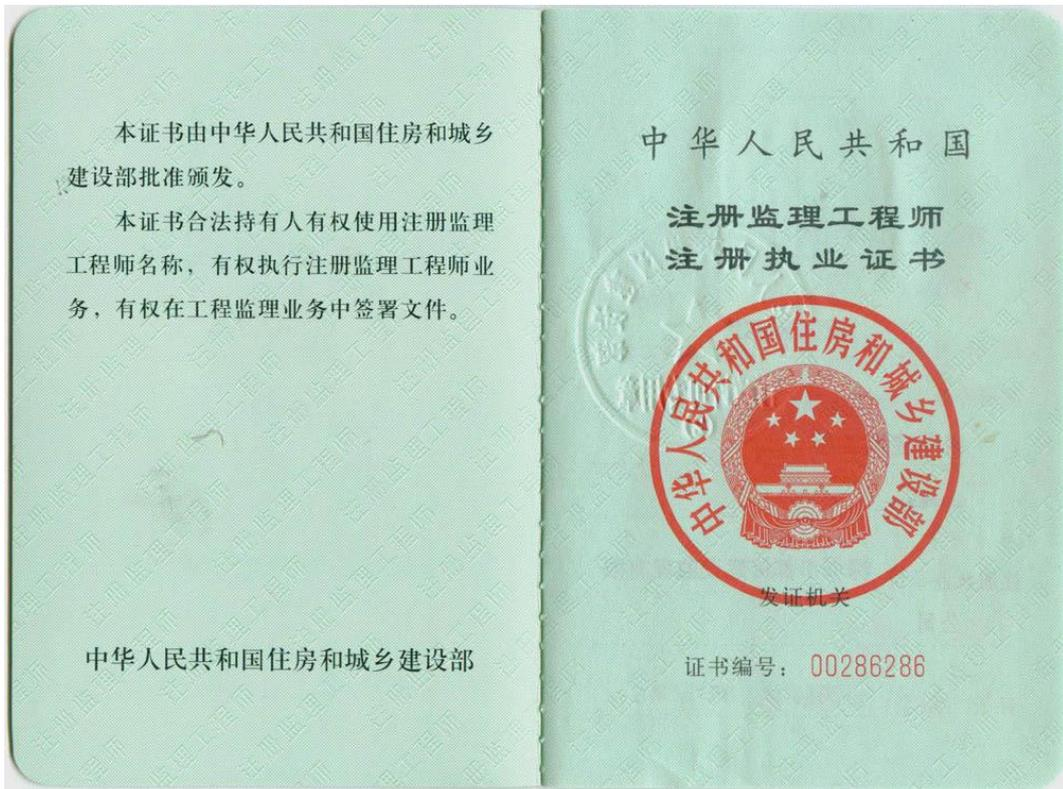 本证书由中华人民共和国住房和城乡
建设部批准颁发。
本证书合法持有人有权使用注册监理
工程师名称，有权执行注册监理工程师业
务，有权在工程监理业务中签署文件。
中华人民共和国住房和城乡建设部
中华人民共和国
注册监理工程师
注册执业证书
中华人民共和国住房和城乡建设部
发证机关
证书编号：00286286